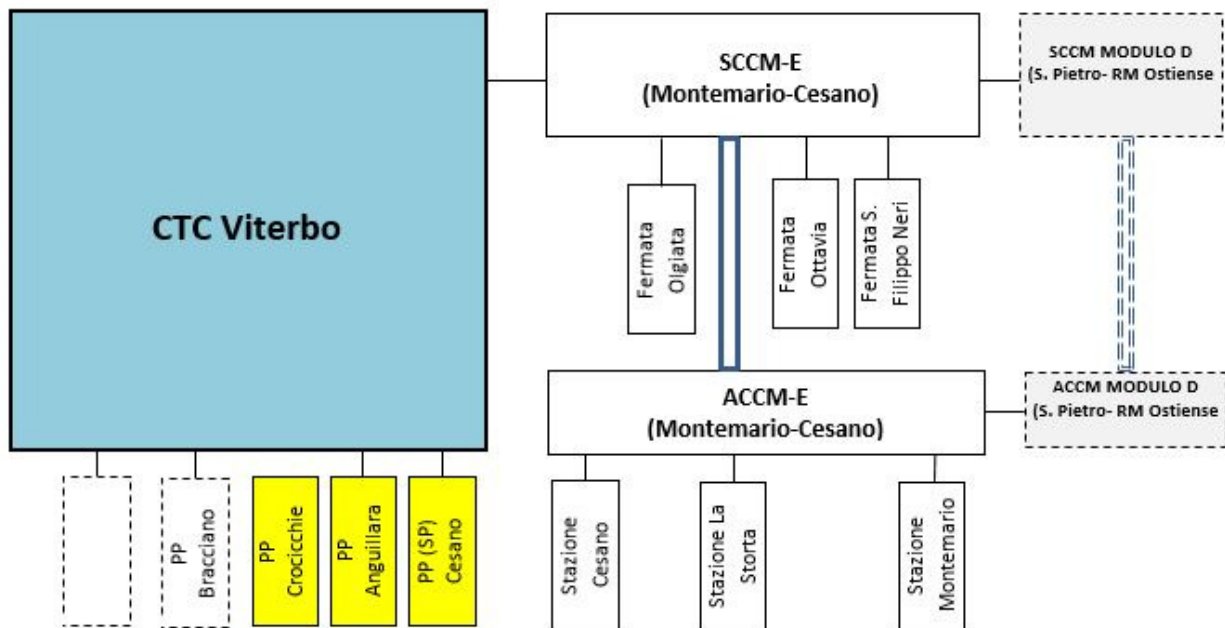 CTC Viterbo
SCCM-E
(Montemario-Cesano)
SCCM MODULO D
(S. Pietro- RM Ostiense
Fermata
Olgiata
Fermata
Ottavia
Fermata S.
Filippo Neri
ACCM-E
(Montemario-Cesano)
ACCM MODULO D
(S. Pietro- RM Ostiense
PP
Bracciano
PP
Crocicchie
PP
Anguillara
PP (SP)
Cesano
Stazione
Cesano
Stazione La
Storta
Stazione
Montemario